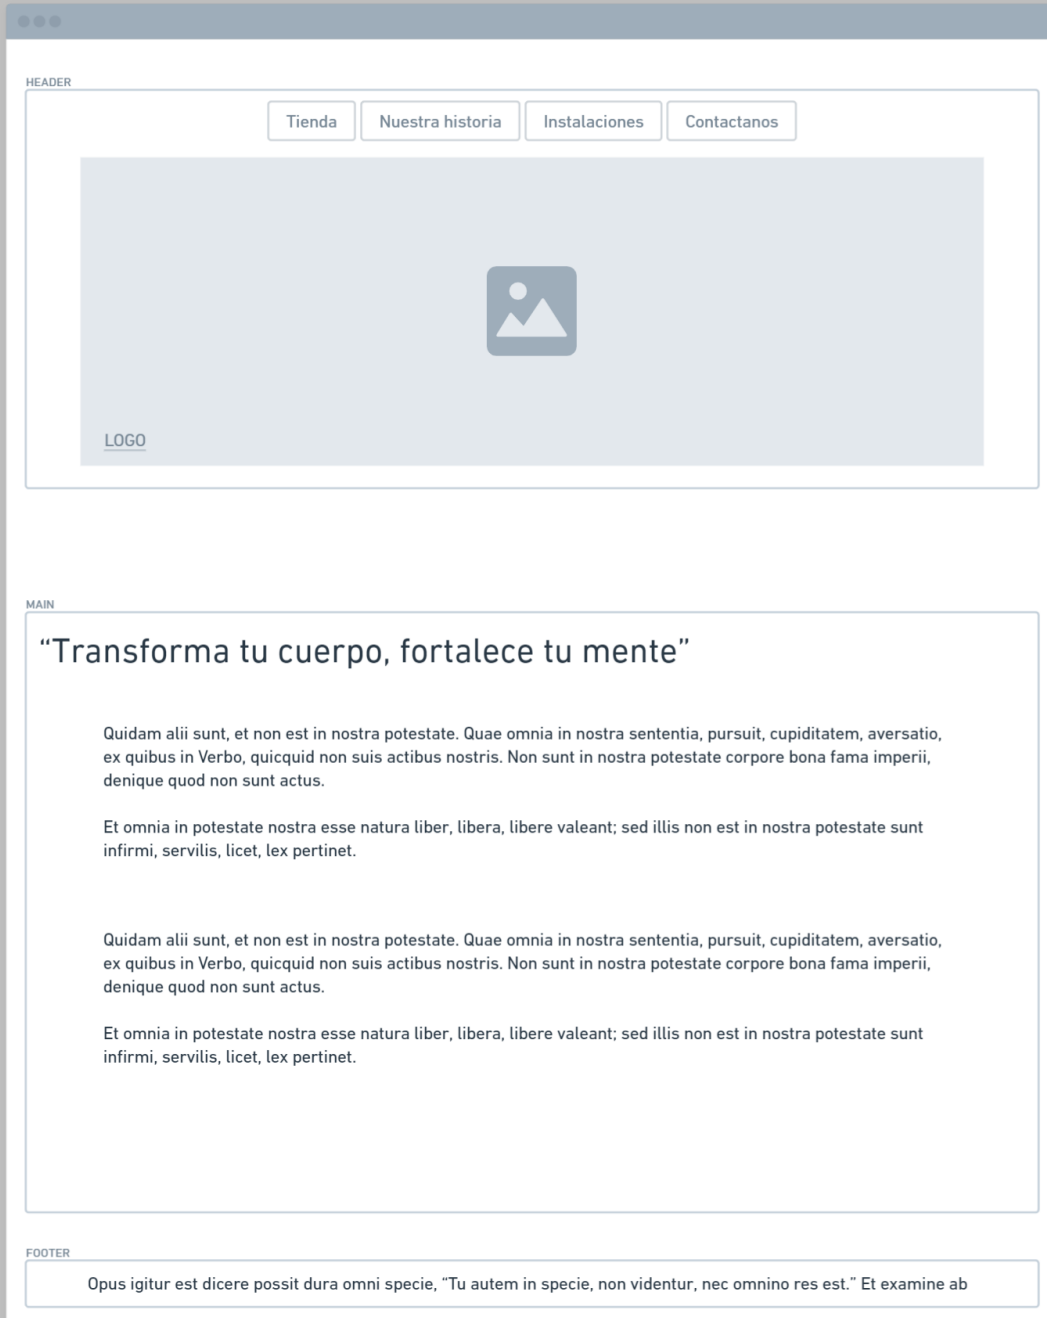 HEADER
Tienda Nuestra historia Instalaciones Contactanos
LOGO
MAIN
“Transforma tu cuerpo, fortalece tu mente”
Quidam alii sunt, et non est in nostra potestate. Quae omnia in nostra sententia, pursuit, cupiditatem, aversatio,
ex quibus in Verbo, quicquid non suis actibus nostris. Non sunt in nostra potestate corpore bona fama imperii,
denique quod non sunt actus.
Et omnia in potestate nostra esse natura liber, libera, libere valeant; sed illis non est in nostra potestate sunt
infirmi, servilis, licet, lex pertinet.
Quidam alii sunt, et non est in nostra potestate. Quae omnia in nostra sententia, pursuit, cupiditatem, aversatio,
ex quibus in Verbo, quicquid non suis actibus nostris. Non sunt in nostra potestate corpore bona fama imperii,
denique quod non sunt actus.
Et omnia in potestate nostra esse natura liber, libera, libere valeant; sed illis non est in nostra potestate sunt
infirmi, servilis, licet, lex pertinet.
FOOTER
Opus igitur est dicere possit dura omni specie, “Tu autem in specie, non videntur, nec omnino res est.” Et examine ab